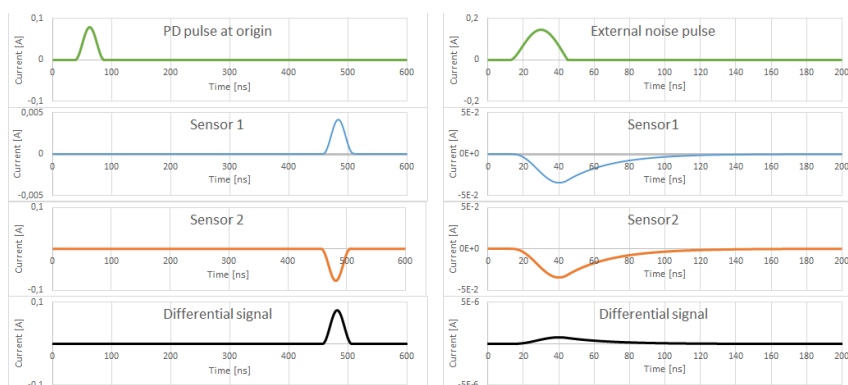 0,1
PD pulse at origin
Current [A]
0
0 100 200 300 400 500 600
Time [ns]
-0,1
0,005
Sensor 1
Current [A]
0
0 100 200 300 400 500 600
Time [ns]
-0,005
0,1
Sensor 2
Current [A]
0
0 100 200 300 400 500 600
Time [ns]
-0,1
0,1
Differential signal
Current [A]
0
0 100 200 300 400 500 600
Time [ns]
-0,1
0,2
External noise pulse
Current [A]
0
0 20 40 60 80 100 120 140 160 180 200
Time [ns]
-0,2
5E-2
Sensor1
Current [A]
0E+0
0 20 40 60 80 100 120 140 160 180 200
Time [ns]
-5E-2
5E-2
Sensor2
Current [A]
0E+0
0 20 40 60 80 100 120 140 160 180 200
Time [ns]
-5E-2
5E-6
Differential signal
Current [A]
0 20 40 60 80 100 120 140 160 180 200
Time [ns]
-5E-6